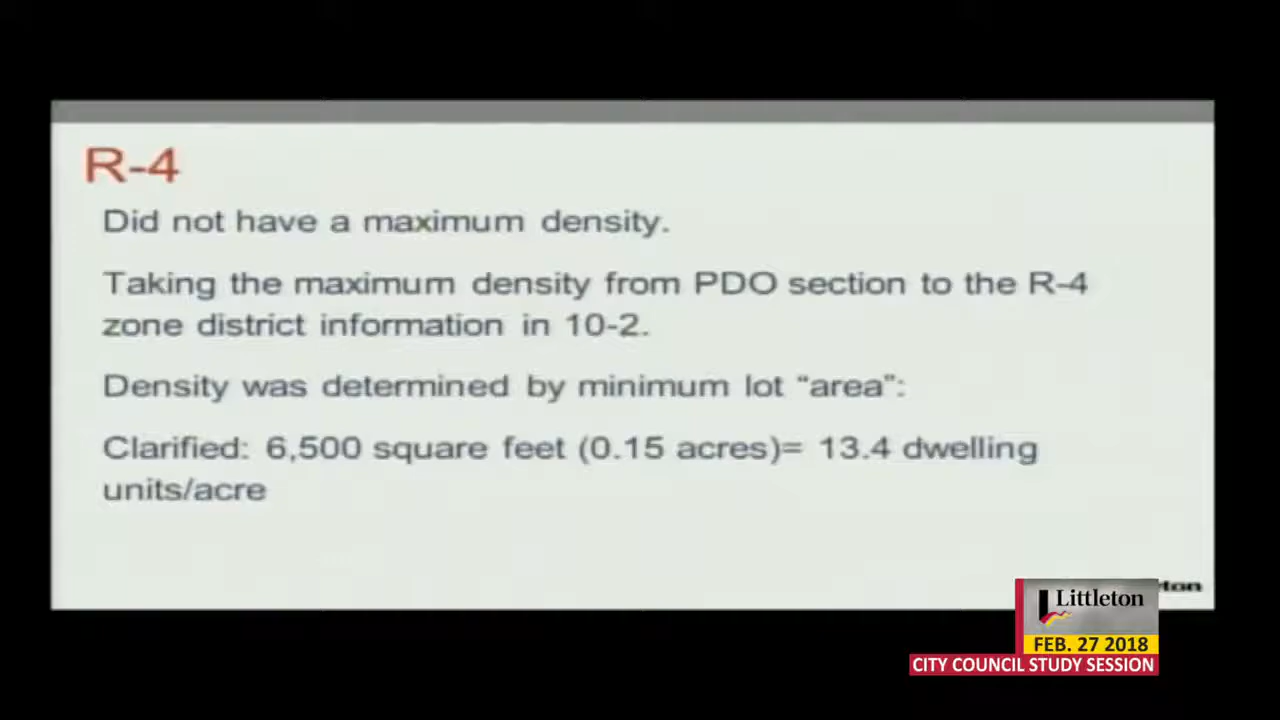 R-4
Did not have a maximum density.
Taking the maximum density from PDO section to the R-4
zone district information in 10-2.
Density was determined by minimum lot “area”:
Clarified: 6,500 square feet (0.15 acres)= 13.4 dwelling
units/acre
Littleton
FEB. 27 2018
CITY COUNCIL STUDY SESSION